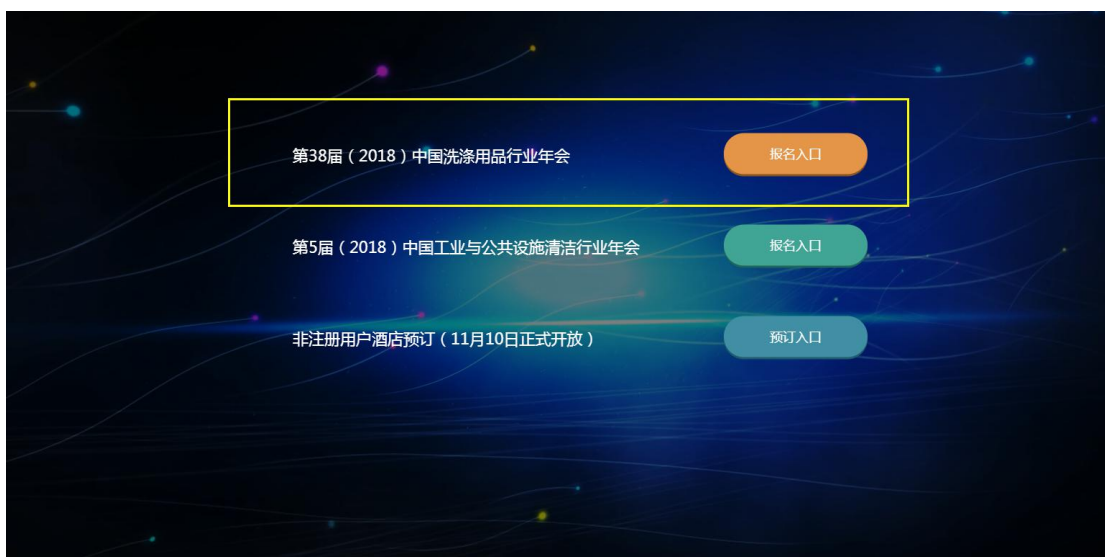 第38届（2018）中国洗涤用品行业年会 报名入口
第5届（2018）中国工业与公共设施清洁行业年会 报名入口
非注册用户酒店预订（11月10日正式开放） 预订入口